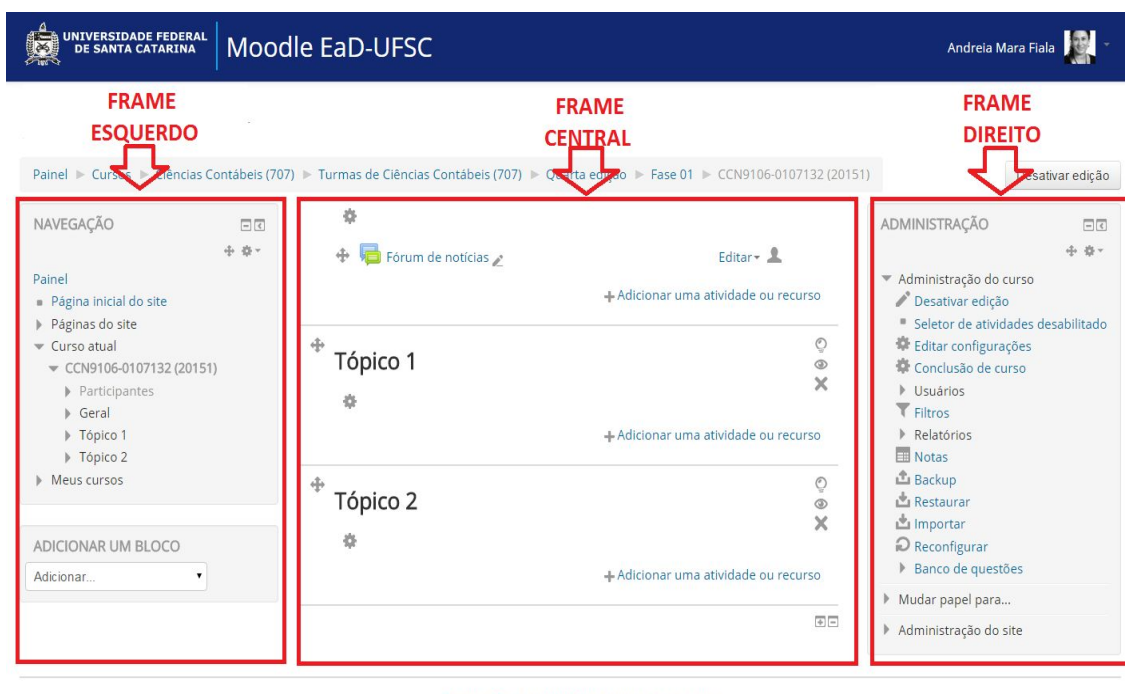 UNIVERSIDADE FEDERAL
DE SANTA CATARINA
Moodle EaD-UFSC
Andreia Mara Fiala
FRAME
ESQUERDO
FRAME
CENTRAL
FRAME
DIREITO
Painel Cursos Ciências Contábeis (707) Turmas de Ciências Contábeis (707) Quarta edição Fase 01 CCN9106-0107132 (20151)
Desativar edição
NAVEGAÇÃO
Painel
Página inicial do site
Páginas do site
Curso atual
CCN9106-0107132 (20151)
Participantes
Geral
Tópico 1
Tópico 2
Meus cursos
ADICIONAR UM BLOCO
Adicionar...
Fórum de notícias
Editar
Adicionar uma atividade ou recurso
Tópico 1
Adicionar uma atividade ou recurso
Tópico 2
Adicionar uma atividade ou recurso
ADMINISTRAÇÃO
Administração do curso
Desativar edição
Seletor de atividades desabilitado
Editar configurações
Conclusão de curso
Usuários
Filtros
Relatórios
Notas
Backup
Restaurar
Importar
Reconfigurar
Banco de questões
Mudar papel para...
Administração do site